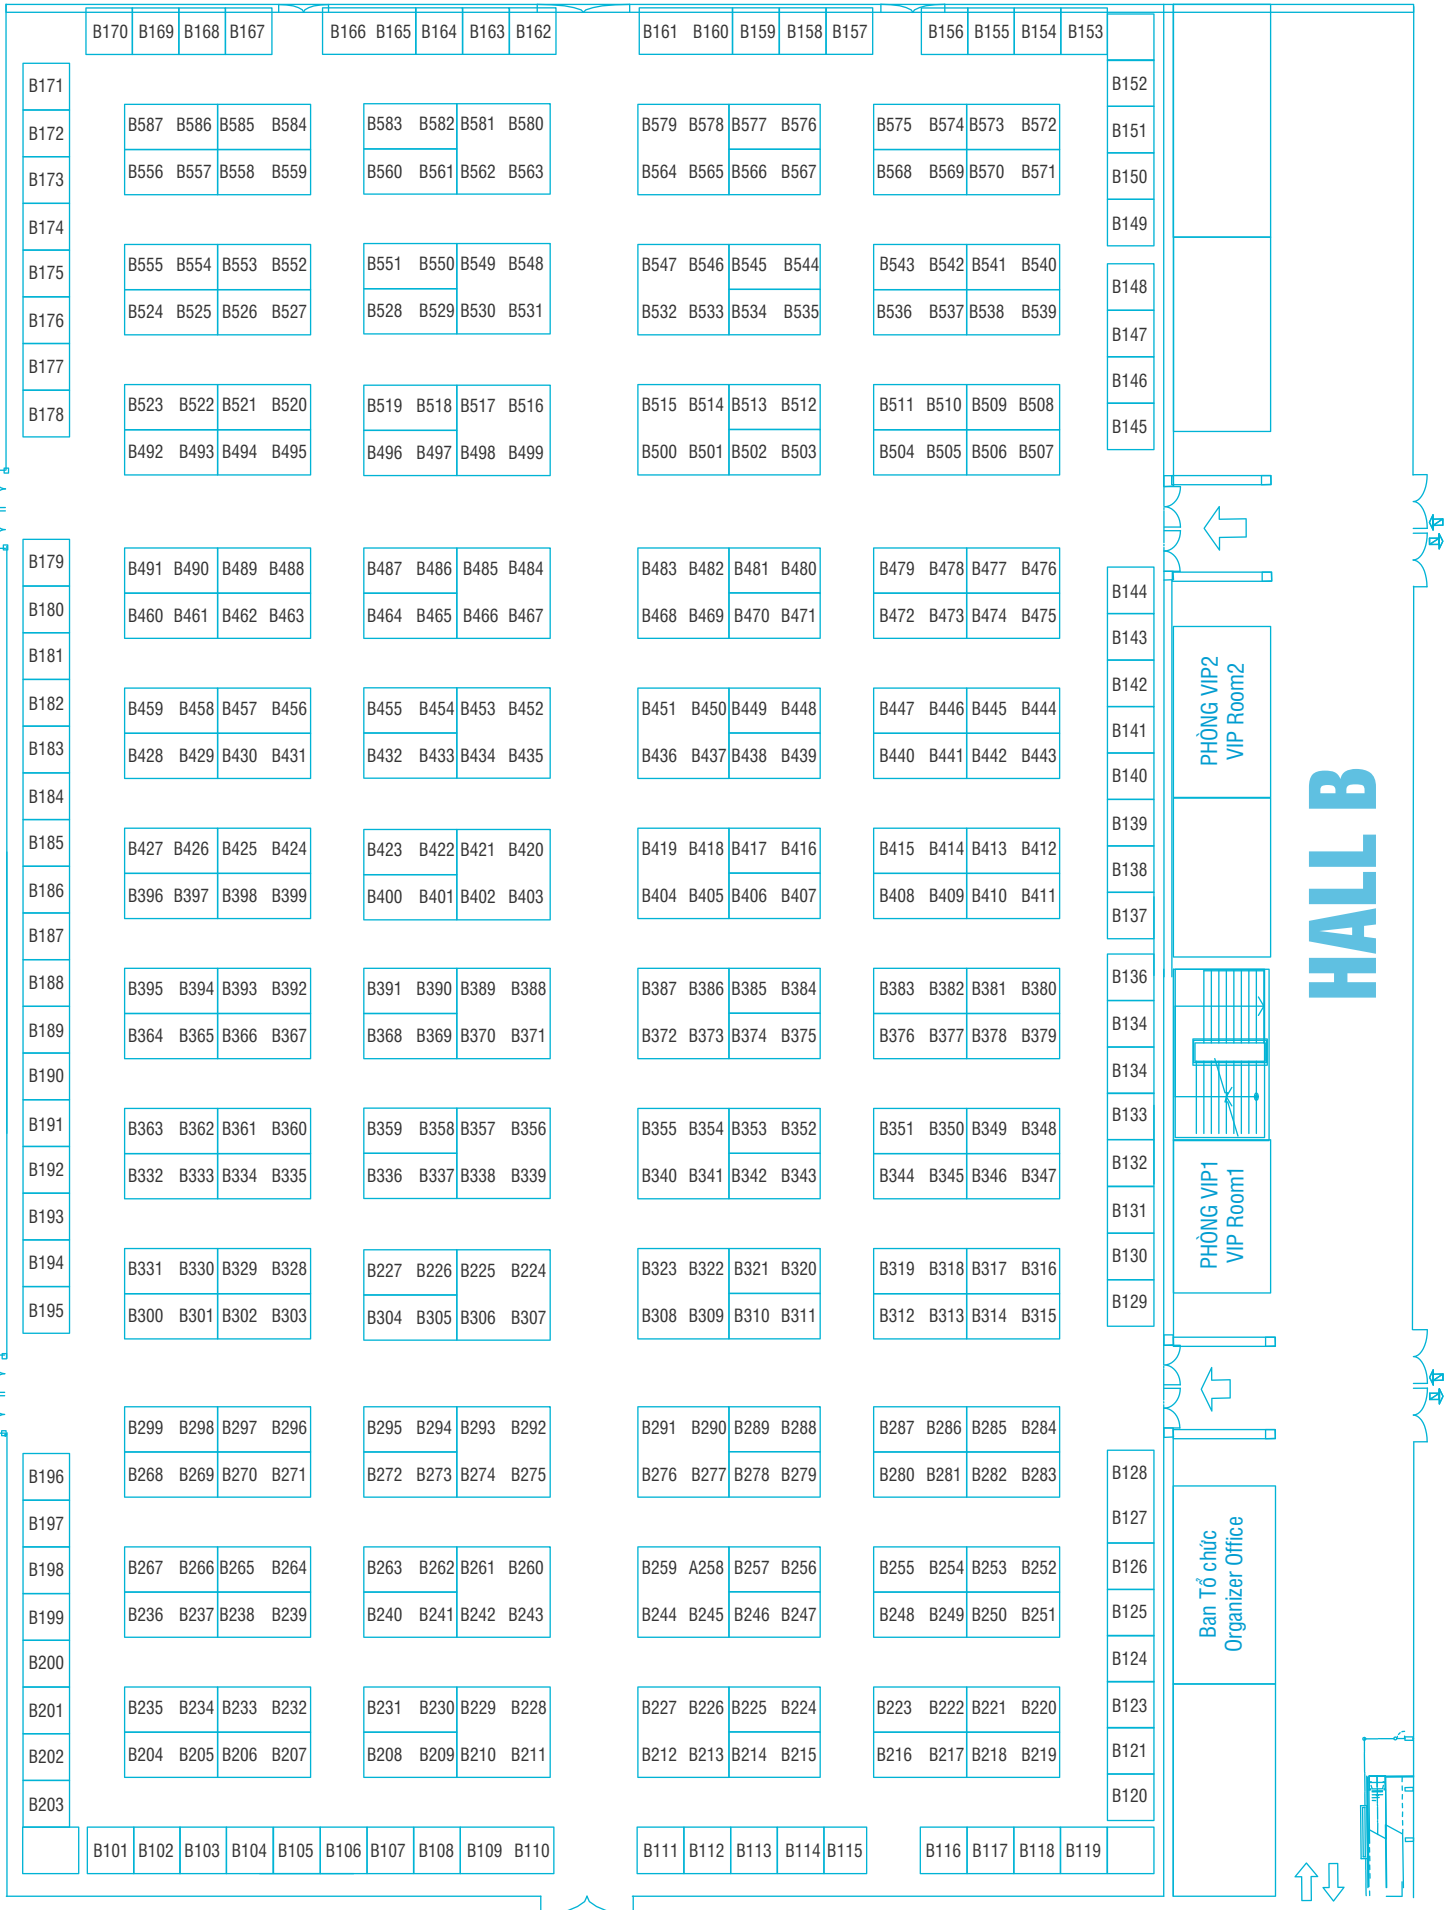 B170 B169 B168 B167 B166 B165 B164 B163 B162 B161 B160 B159 B158 B157 B156 B155 B154 B153
B171
B172
B173
B174
B175
B176
B177
B178
B179
B180
B181
B182
B183
B184
B185
B186
B187
B188
B189
B190
B191
B192
B193
B194
B195
B196
B197
B198
B199
B200
B201
B202
B203
B587 B586 B585 B584 B583 B582 B581 B580 B579 B578 B577 B576 B575 B574 B573 B572
B556 B557 B558 B559 B560 B561 B562 B563 B564 B565 B566 B567 B568 B569 B570 B571
B555 B554 B553 B552 B551 B550 B549 B548 B547 B546 B545 B544 B543 B542 B541 B540
B524 B525 B526 B527 B528 B529 B530 B531 B532 B533 B534 B535 B536 B537 B538 B539
B523 B522 B521 B520 B519 B518 B517 B516 B515 B514 B513 B512 B511 B510 B509 B508
B492 B493 B494 B495 B496 B497 B498 B499 B500 B501 B502 B503 B504 B505 B506 B507
B491 B490 B489 B488 B487 B486 B485 B484 B483 B482 B481 B480 B479 B478 B477 B476
B460 B461 B462 B463 B464 B465 B466 B467 B468 B469 B470 B471 B472 B473 B474 B475
B459 B458 B457 B456 B455 B454 B453 B452 B451 B450 B449 B448 B447 B446 B445 B444
B428 B429 B430 B431 B432 B433 B434 B435 B436 B437 B438 B439 B440 B441 B442 B443
B427 B426 B425 B424 B423 B422 B421 B420 B419 B418 B417 B416 B415 B414 B413 B412
B396 B397 B398 B399 B400 B401 B402 B403 B404 B405 B406 B407 B408 B409 B410 B411
B395 B394 B393 B392 B391 B390 B389 B388 B387 B386 B385 B384 B383 B382 B381 B380
B364 B365 B366 B367 B368 B369 B370 B371 B372 B373 B374 B375 B376 B377 B378 B379
B363 B362 B361 B360 B359 B358 B357 B356 B355 B354 B353 B352 B351 B350 B349 B348
B332 B333 B334 B335 B336 B337 B338 B339 B340 B341 B342 B343 B344 B345 B346 B347
B331 B330 B329 B328 B227 B226 B225 B224 B323 B322 B321 B320 B319 B318 B317 B316
B300 B301 B302 B303 B304 B305 B306 B307 B308 B309 B310 B311 B312 B313 B314 B315
B299 B298 B297 B296 B295 B294 B293 B292 B291 B290 B289 B288 B287 B286 B285 B284
B268 B269 B270 B271 B272 B273 B274 B275 B276 B277 B278 B279 B280 B281 B282 B283
B267 B266 B265 B264 B263 B262 B261 B260 B259 A258 B257 B256 B255 B254 B253 B252
B236 B237 B238 B239 B240 B241 B242 B243 B244 B245 B246 B247 B248 B249 B250 B251
B235 B234 B233 B232 B231 B230 B229 B228 B227 B226 B225 B224 B223 B222 B221 B220
B204 B205 B206 B207 B208 B209 B210 B211 B212 B213 B214 B215 B216 B217 B218 B219
B152
B151
B150
B149
B148
B147
B146
B145
B144
B143
B142
B141
B140
B139
B138
B137
B136
B134
B134
B133
B132
B131
B130
B129
B128
B127
B126
B125
B124
B123
B121
B120
B101 B102 B103 B104 B105 B106 B107 B108 B109 B110 B111 B112 B113 B114 B115 B116 B117 B118 B119
PHÒNG VIP2
VIP Room2
HALL B
PHÒNG VIP1
VIP Room1
Ban Tổ chức
Organizer Office